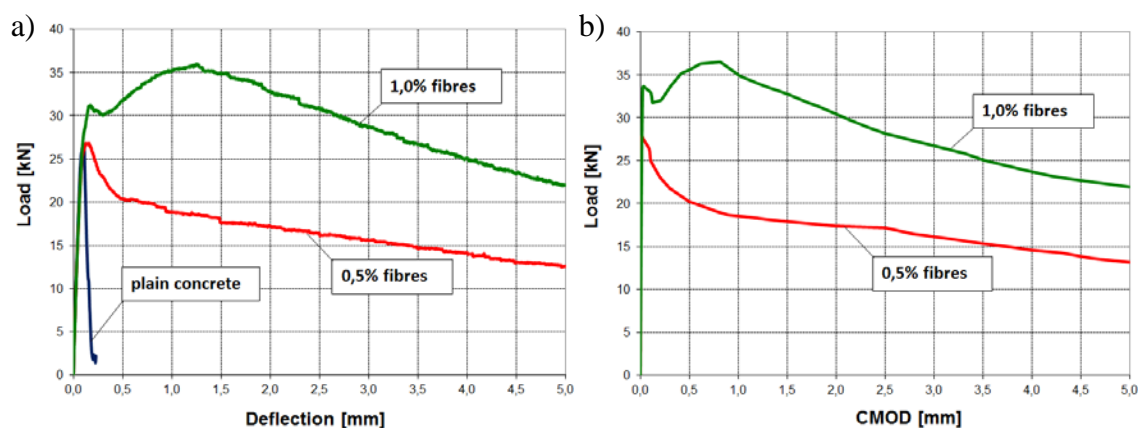 a)
Load [kN]
40
35
30
25
20
15
10
5
0
1,0% fibres
0,5% fibres
plain concrete
0,0 0,5 1,0 1,5 2,0 2,5 3,0 3,5 4,0 4,5 5,0
Deflection [mm]
b)
Load [kN]
40
35
30
25
20
15
10
5
0
1,0% fibres
0,5% fibres
0,0 0,5 1,0 1,5 2,0 2,5 3,0 3,5 4,0 4,5 5,0
CMOD [mm]